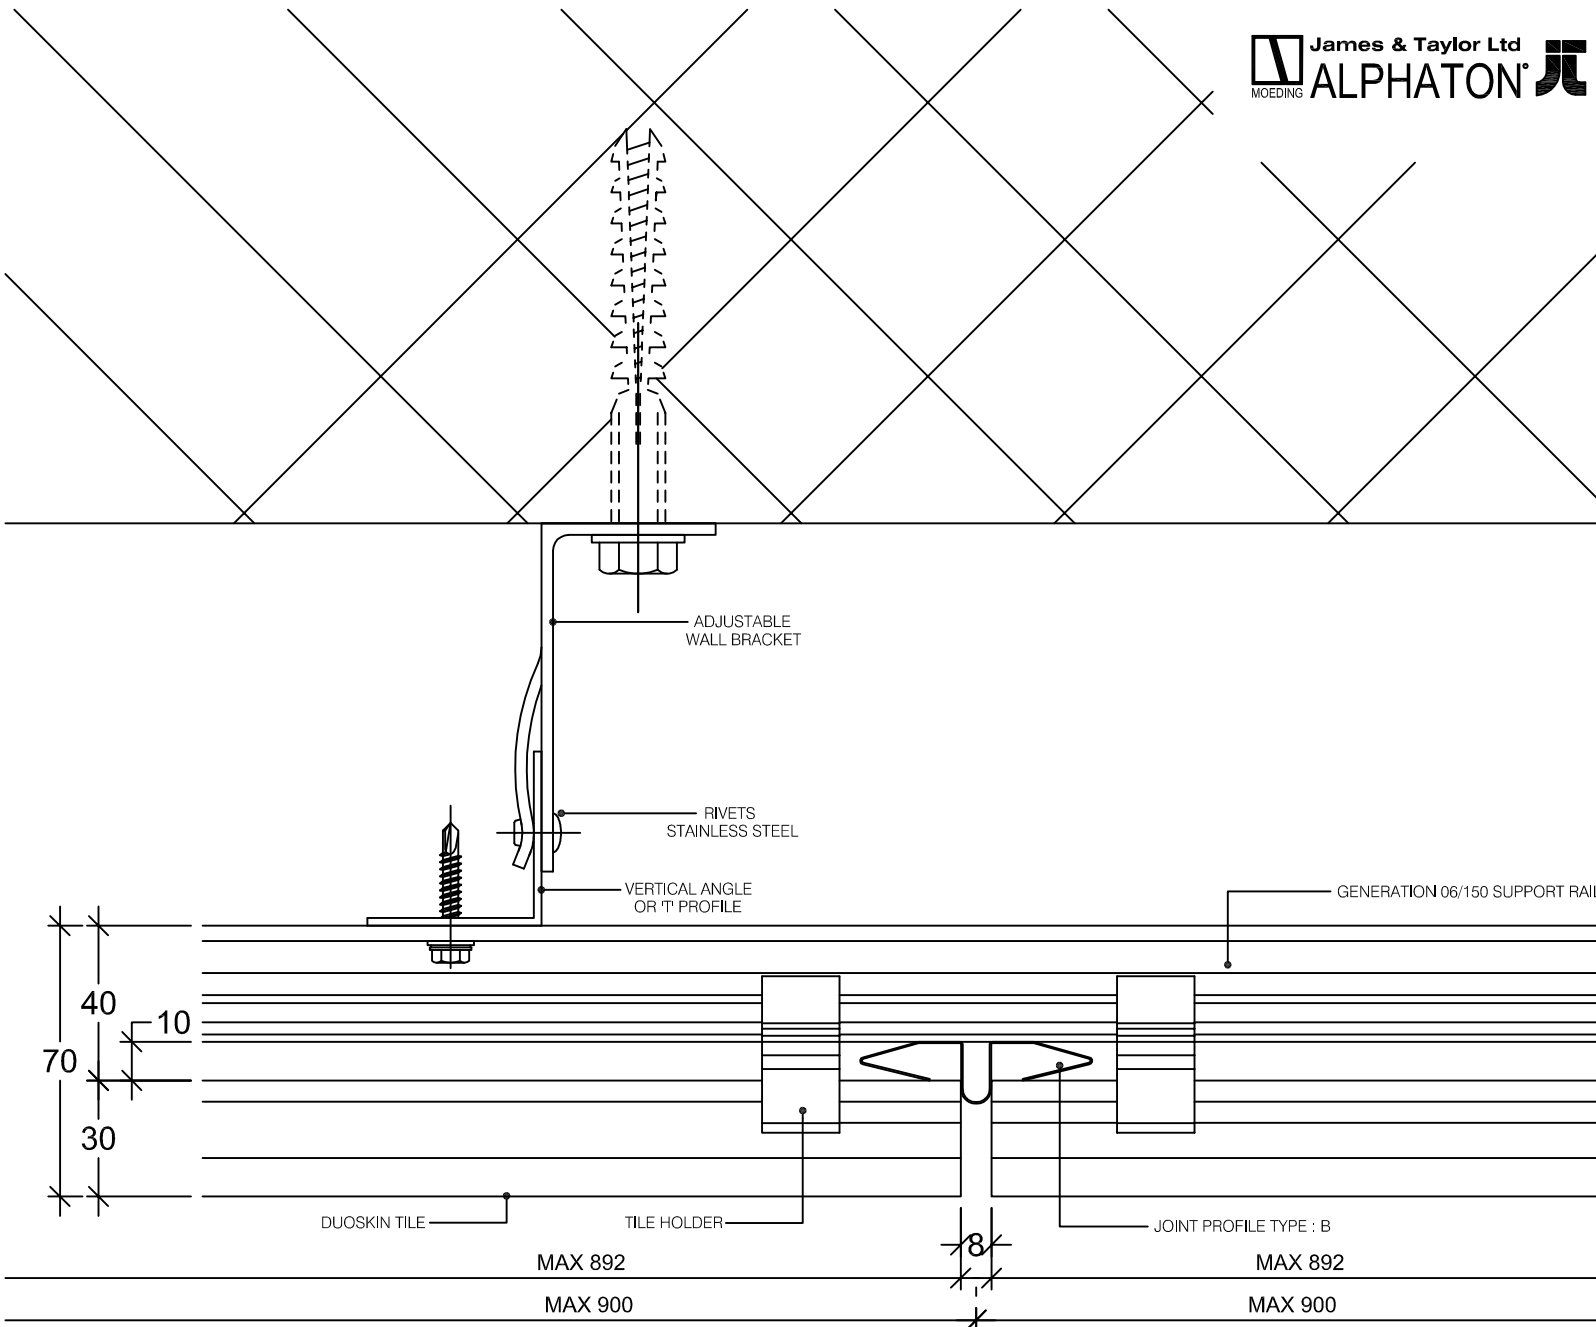 James & Taylor Ltd
MOEDING
ALPHATON®
JT
ADJUSTABLE
WALL BRACKET
RIVETS
STAINLESS STEEL
VERTICAL ANGLE
OR 'T' PROFILE
GENERATION 06/150 SUPPORT RAIL
40
10
70
30
DUOSKIN TILE
TILE HOLDER
JOINT PROFILE TYPE : B
8
MAX 892
MAX 892
MAX 900
MAX 900